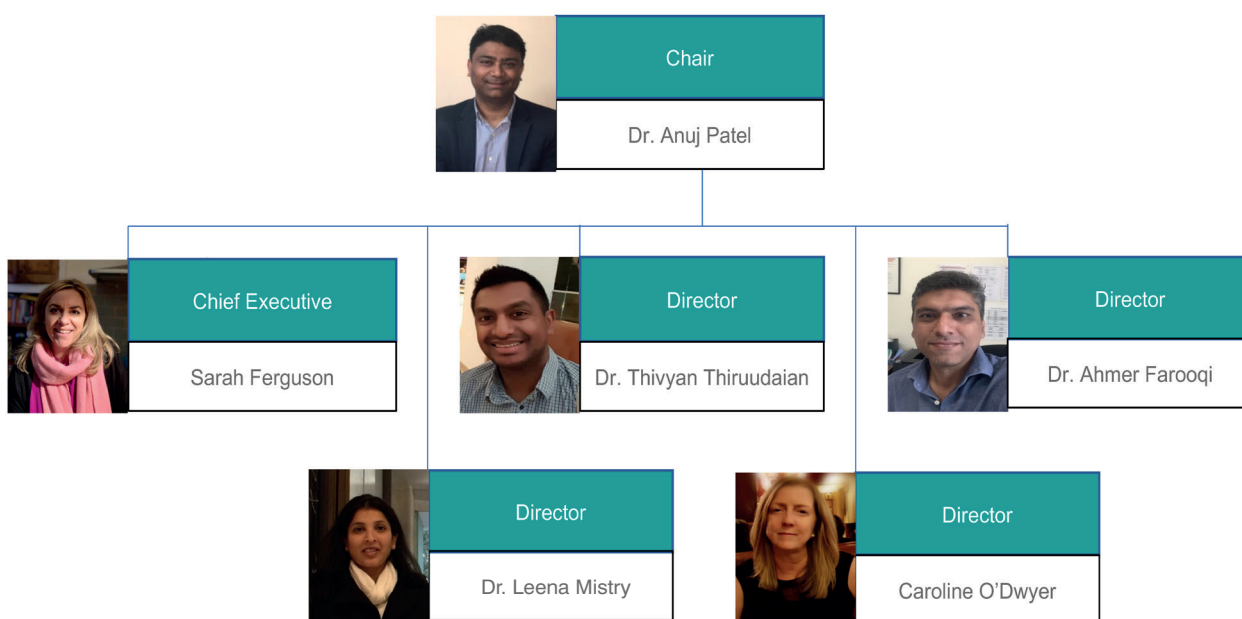 Chair
Dr. Anuj Patel
Chief Executive
Sarah Ferguson
Director
Dr. Thivyan Thiruudaian
Director
Dr. Ahmer Farooqi
Director
Dr. Leena Mistry
Director
Caroline O’Dwyer